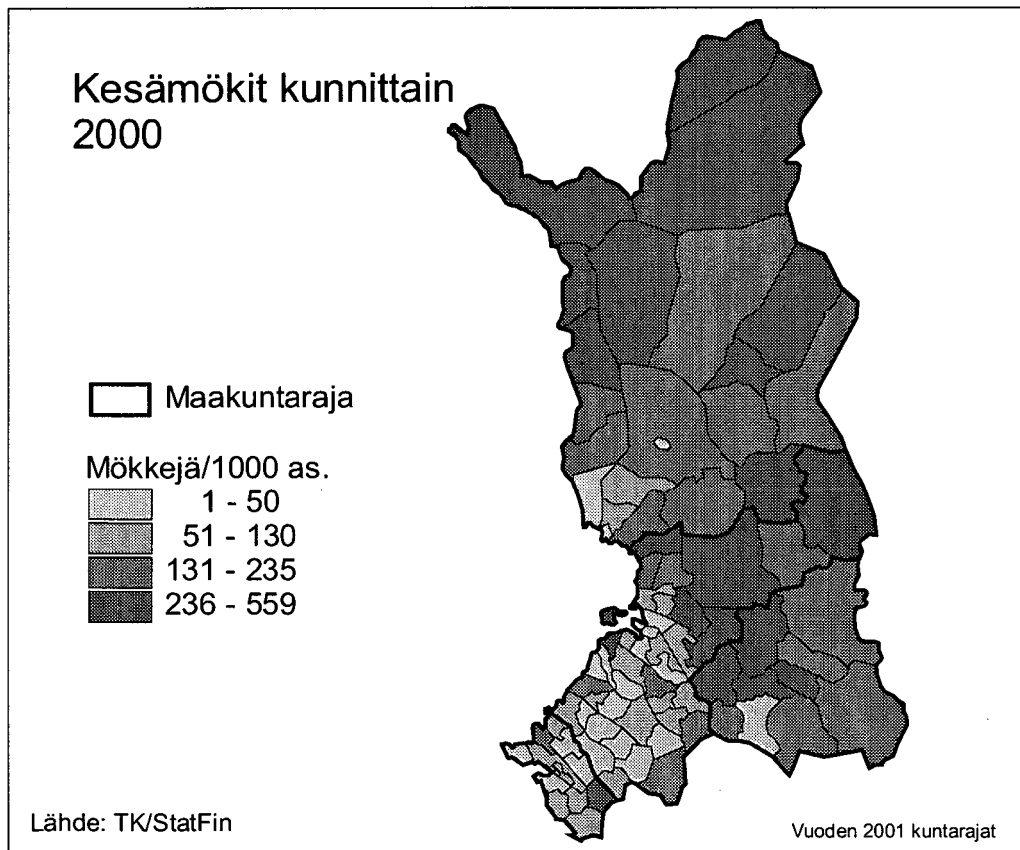 Kesämökit kunnittain
2000
Maakuntaraja
Mökkejä/1000 as.
1 - 50
51 - 130
131 - 235
236 - 559
Lähde: TK/StatFin
Vuoden 2001 kuntarajat